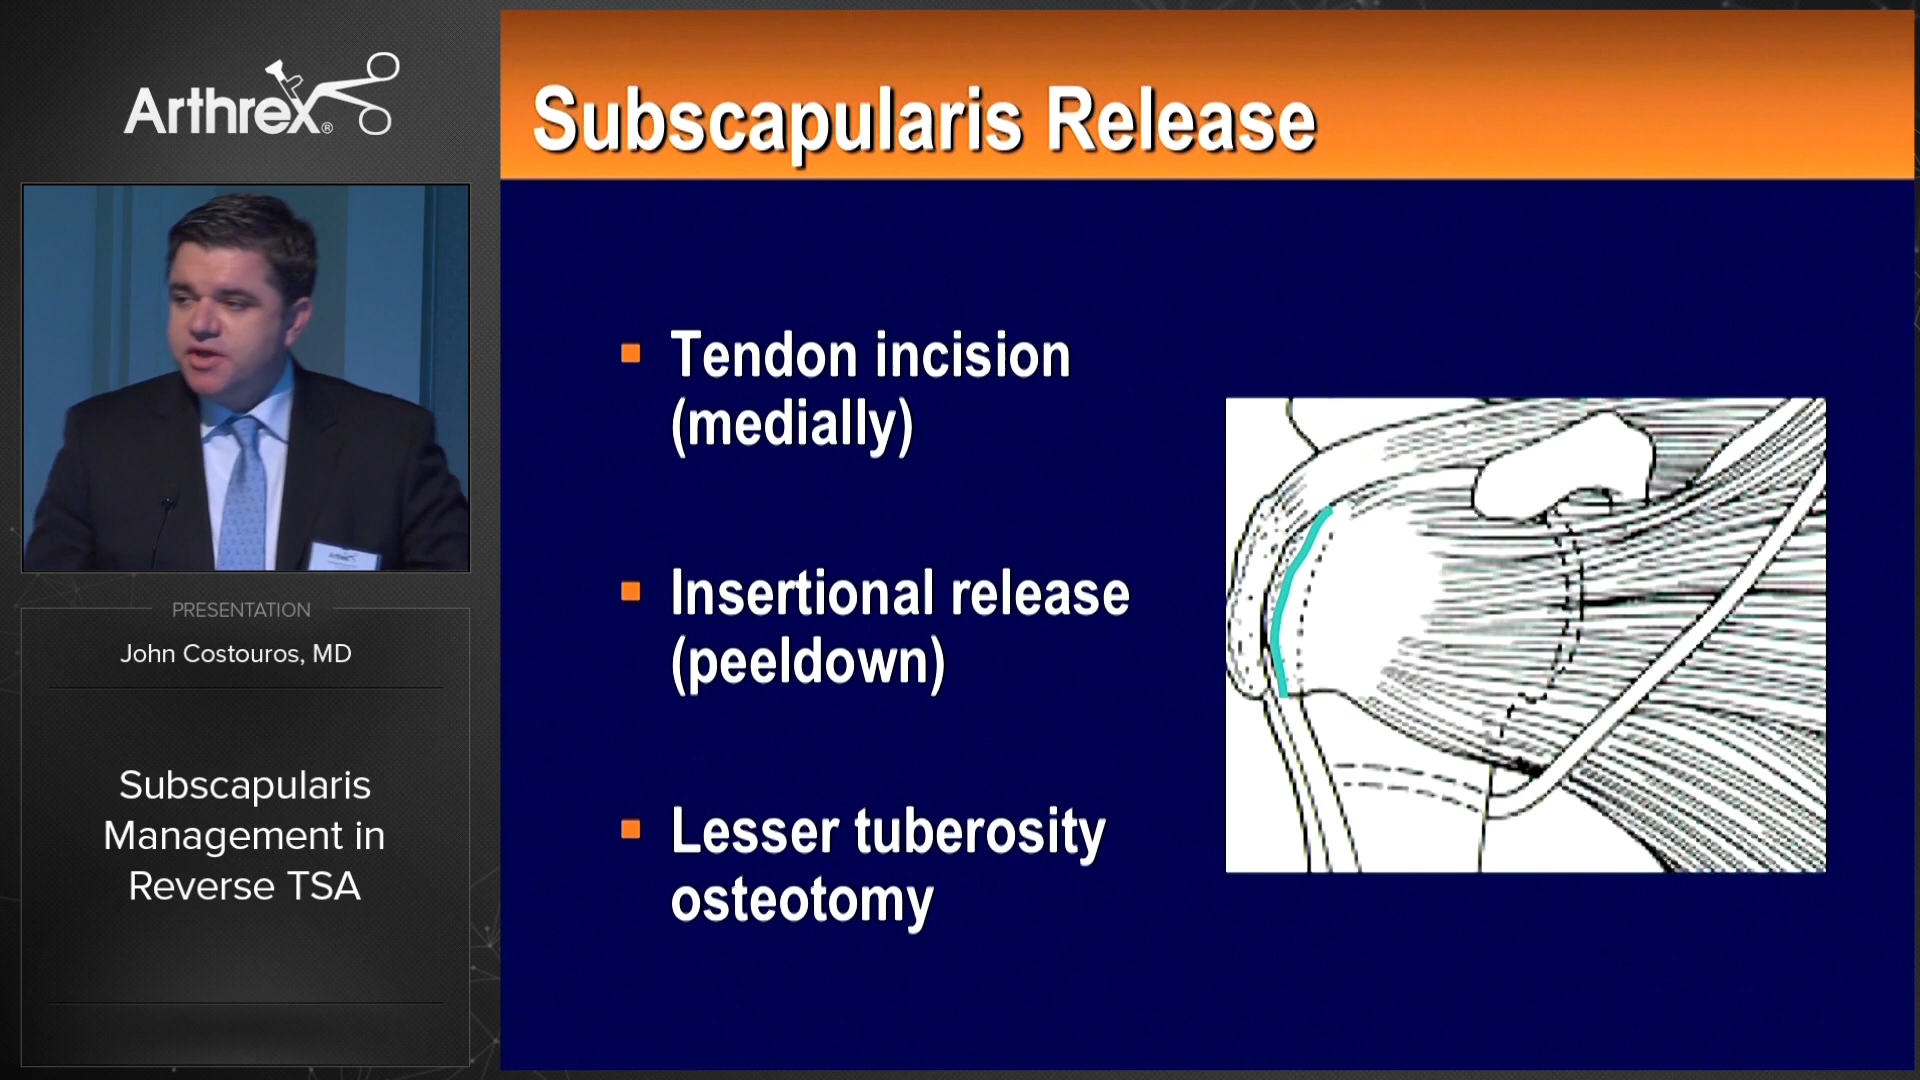 Arthrex®
Subscapularis Release
Tendon incision
(medially)
Insertional release
(peeldown)
Lesser tuberosity
osteotomy
Arthrex
PRESENTATION
John Costouros, MD
Subscapularis
Management in
Reverse TSA